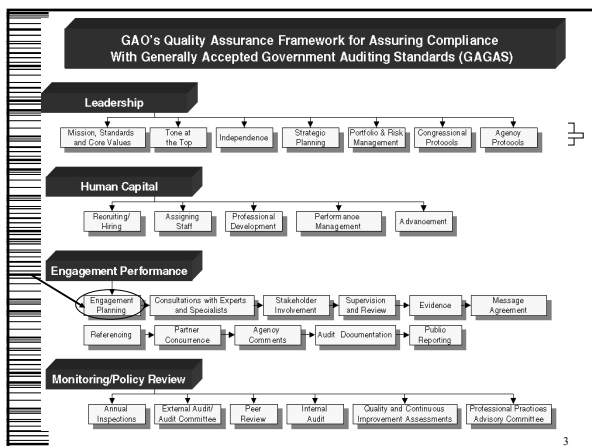 GAO's Quality Assurance Framework for Assuring Compliance
With Generally Accepted Government Auditing Standards (GAGAS)
Leadership
Mission, Standards
and Core Values
Tone at
the Top
Independence
Strategic
Planning
Portfolio & Risk
Management
Congressional
Protocols
Agency
Protocols
Human Capital
Recruiting/
Hiring
Assigning
Staff
Professional
Development
Performance
Management
Advancement
Engagement Performance
Engagement
Planning
Consultations with Experts
and Specialists
Stakeholder
Involvement
Supervision
and Review
Evidence
Message
Agreement
Referencing
Partner
Concurrence
Agency
Comments
Audit Documentation
Public
Reporting
Monitoring/Policy Review
Annual
Inspections
External Audit/
Audit Committee
Peer
Review
Internal
Audit
Quality and Continuous
Improvement Assessments
Professional Practices
Advisory Committee
3